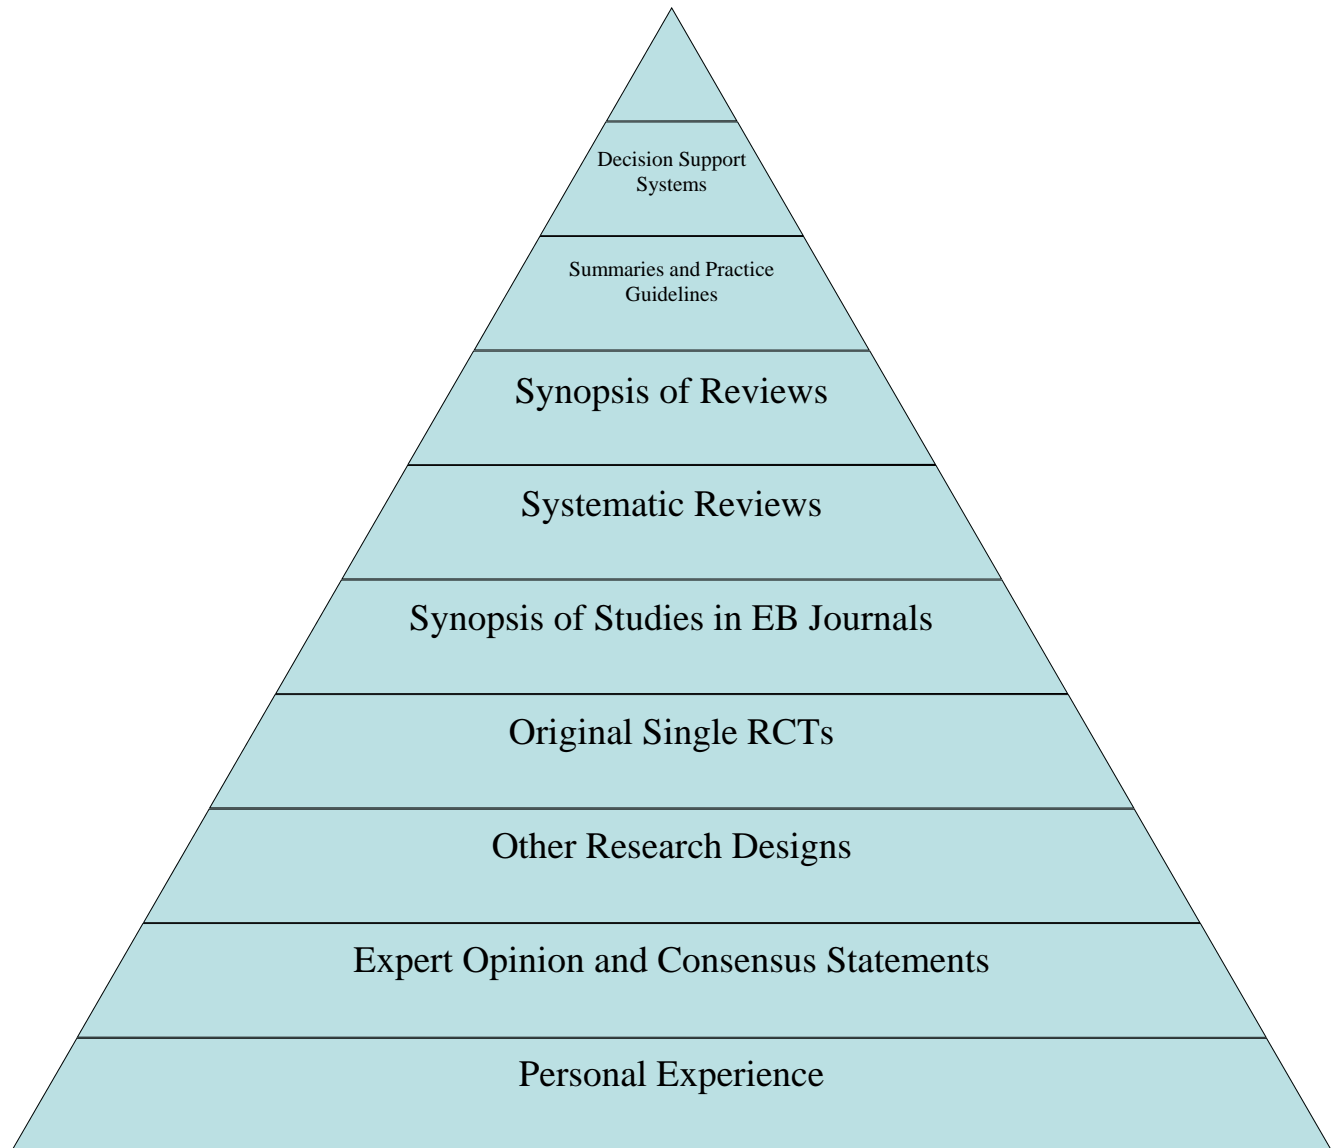 Decision Support
Systems
Summaries and Practice
Guidelines
Synopsis of Reviews
Systematic Reviews
Synopsis of Studies in EB Journals
Original Single RCTs
Other Research Designs
Expert Opinion and Consensus Statements
Personal Experience